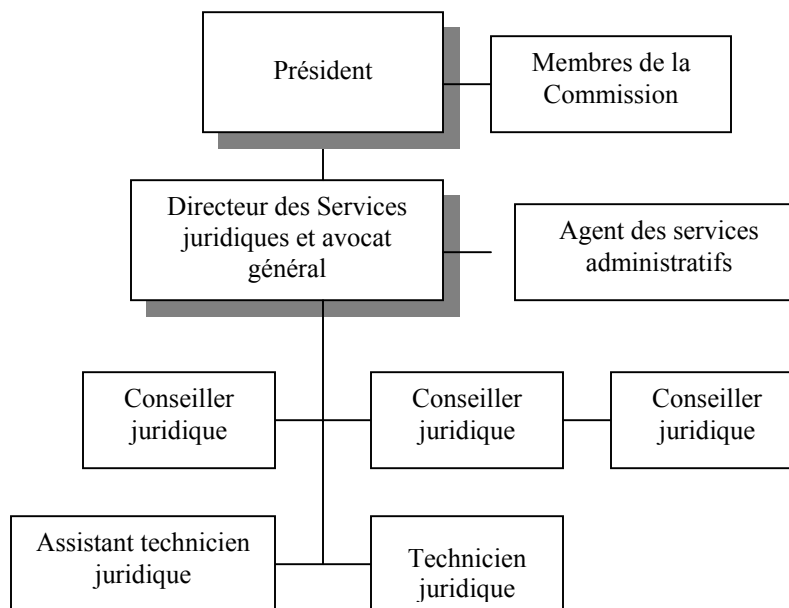 Président
Membres de la
Commission
Directeur des Services
juridiques et avocat
général
Agent des services
administratifs
Conseiller
juridique
Conseiller
juridique
Conseiller
juridique
Assistant technicien
juridique
Technicien
juridique